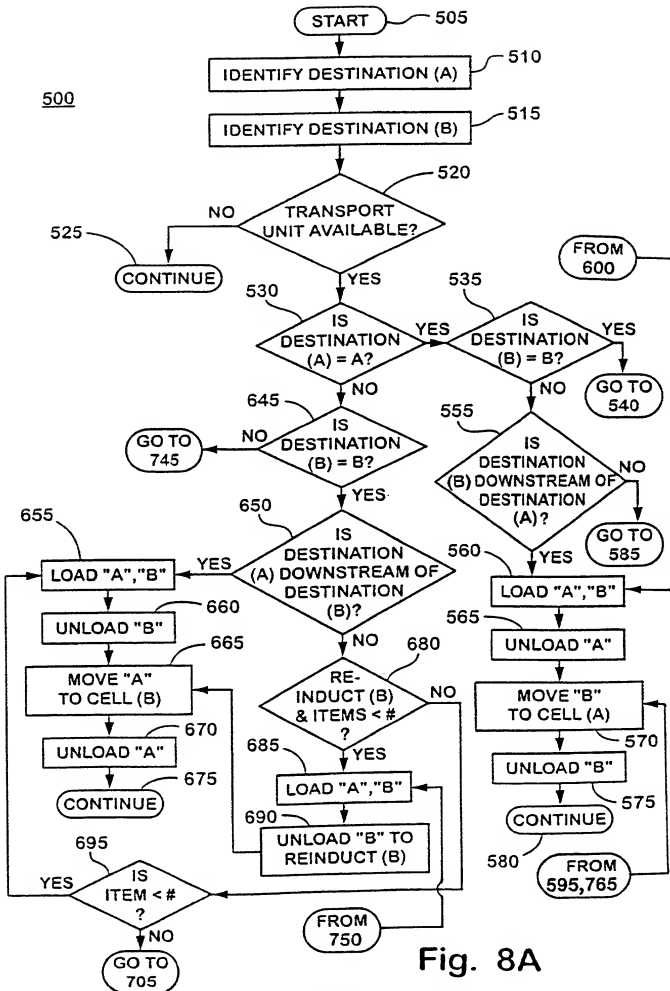 START
505
IDENTIFY DESTINATION (A)
510
500
IDENTIFY DESTINATION (B)
515
520
TRANSPORT
UNIT AVAILABLE?
NO
525
CONTINUE
YES
FROM
600
530
IS
DESTINATION
(A) = A?
YES
535
IS
DESTINATION
(B) = B?
YES
GO TO
540
NO
NO
645
IS
DESTINATION
(B) = B?
NO
GO TO
745
YES
555
IS
DESTINATION
(B) DOWNSTREAM OF
DESTINATION
(A)?
NO
GO TO
585
YES
650
IS
DESTINATION
(A) DOWNSTREAM OF
DESTINATION
(B)?
YES
NO
655
LOAD "A","B"
660
UNLOAD "B"
665
MOVE "A"
TO CELL (B)
670
UNLOAD "A"
675
CONTINUE
680
RE-
INDUCT (B)
& ITEMS < #
?
NO
YES
685
LOAD "A","B"
690
UNLOAD "B" TO
REINDUCT (B)
560
LOAD "A","B"
565
UNLOAD "A"
MOVE "B"
TO CELL (A)
570
UNLOAD "B"
575
CONTINUE
580
FROM
595,765
695
YES
IS
ITEM < #
?
NO
GO TO
705
FROM
750
Fig. 8A